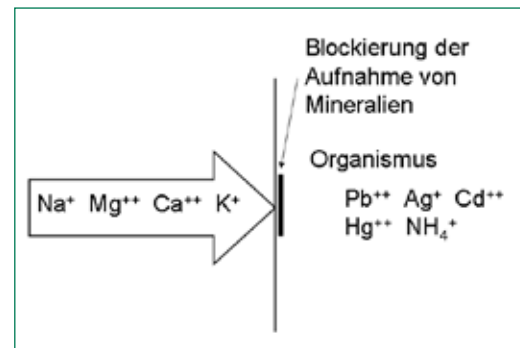 Blockierung der
Aufnahme von
Mineralien
Organismus
Na⁺ Mg⁺⁺ Ca⁺⁺ K⁺
Pb⁺⁺ Ag⁺ Cd⁺⁺
Hg⁺⁺ NH₄⁺